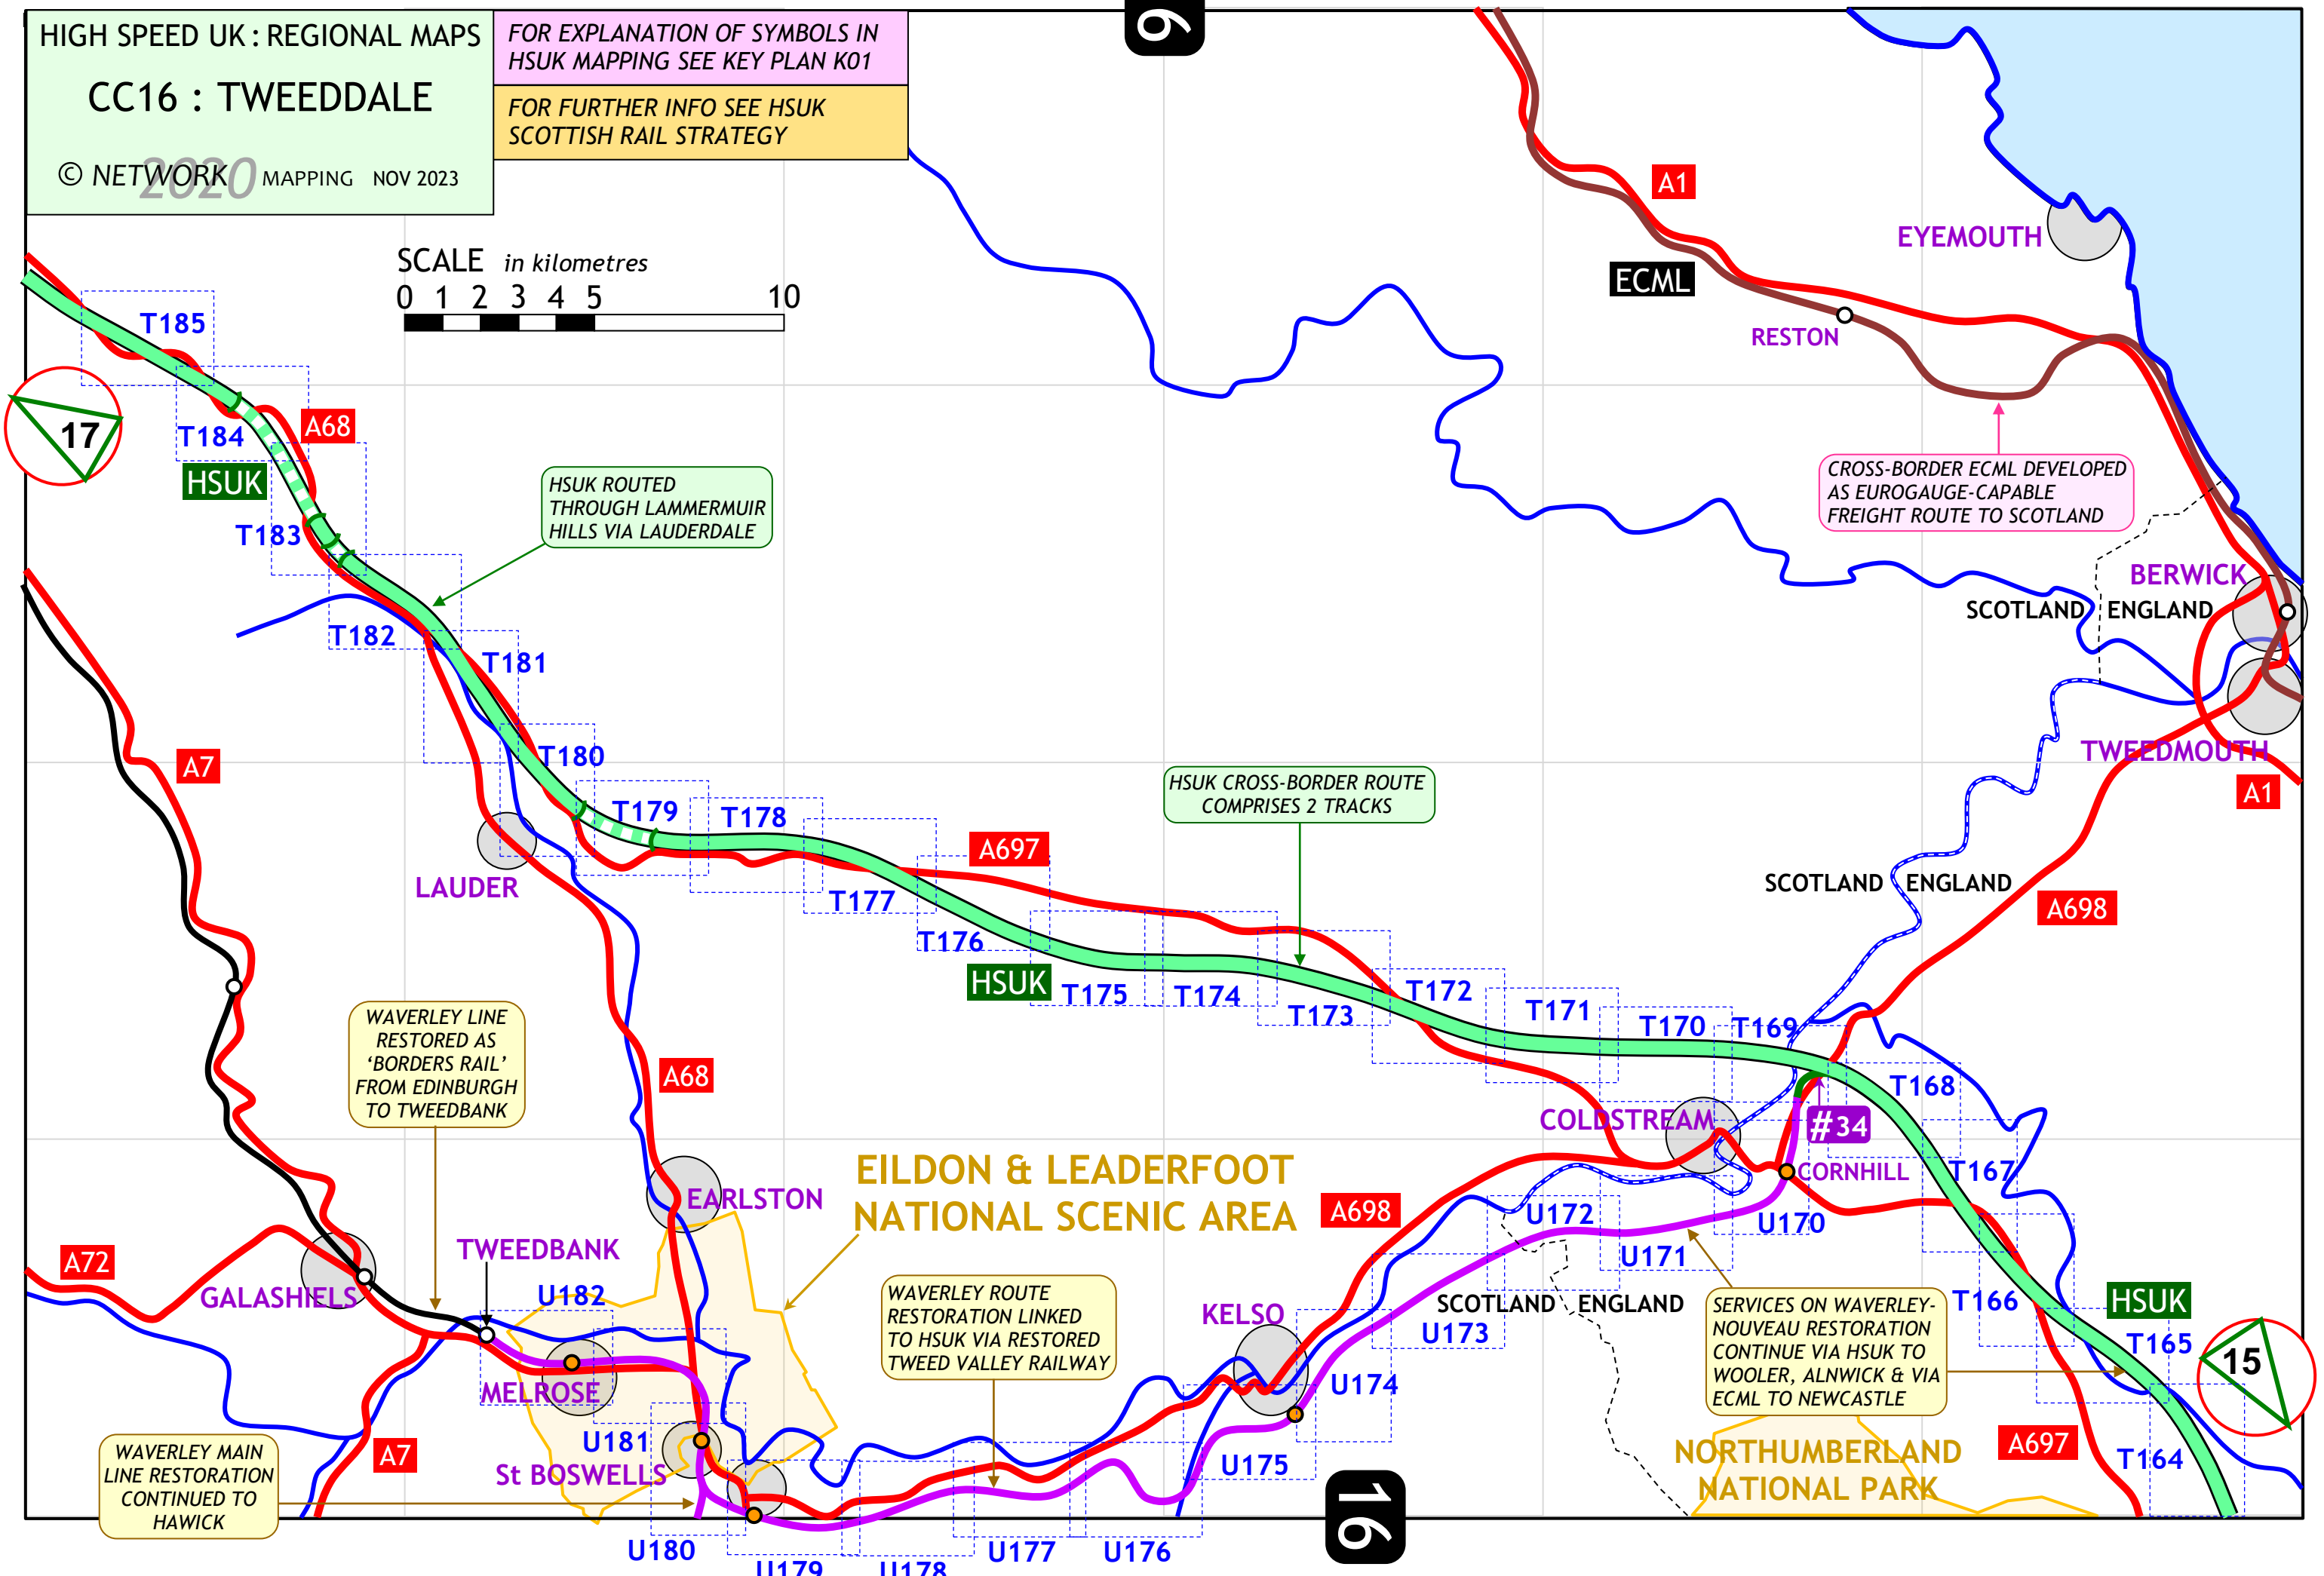 HIGH SPEED UK : REGIONAL MAPS
CC16 : TWEEDDALE
© NETWORK 2020 MAPPING NOV 2023
FOR EXPLANATION OF SYMBOLS IN
HSUK MAPPING SEE KEY PLAN K01
FOR FURTHER INFO SEE HSUK
SCOTTISH RAIL STRATEGY
9
SCALE in kilometres
0 1 2 3 4 5 10
A1
EYEMOUTH
ECML
RESTON
T185
17
T184
A68
HSUK
T183
HSUK ROUTED
THROUGH LAMMERMUIR
HILLS VIA LAUDERDALE
CROSS-BORDER ECML DEVELOPED
AS EUROGAUGE-CAPABLE
FREIGHT ROUTE TO SCOTLAND
BERWICK
SCOTLAND ENGLAND
T182
T181
T180
A7
TWEEDMOUTH
A1
T179
T178
HSUK CROSS-BORDER ROUTE
COMPRISES 2 TRACKS
A697
LAUDER
T177
SCOTLAND ENGLAND
A698
T176
HSUK
T175
T174
T173
T172
T171
T170
T169
T168
WAVERLEY LINE
RESTORED AS
‘BORDERS RAIL’
FROM EDINBURGH
TO TWEEDBANK
A68
COLDSTREAM
#34
T167
CORNHILL
EILDON & LEADERFOOT
NATIONAL SCENIC AREA
EARLSTON
A698
U172
U170
U171
TWEEDBANK
A72
GALASHIELS
U182
WAVERLEY ROUTE
RESTORATION LINKED
TO HSUK VIA RESTORED
TWEED VALLEY RAILWAY
KELSO
SCOTLAND ENGLAND
U173
SERVICES ON WAVERLEY-
NOUVEAU RESTORATION
CONTINUE VIA HSUK TO
WOOLER, ALNWICK & VIA
ECML TO NEWCASTLE
T166
HSUK
T165
15
MELROSE
U174
U181
A7
St BOSWELLS
U175
NORTHUMBERLAND
NATIONAL PARK
A697
T164
WAVERLEY MAIN
LINE RESTORATION
CONTINUED TO
HAWICK
16
U180
U179
U178
U177
U176